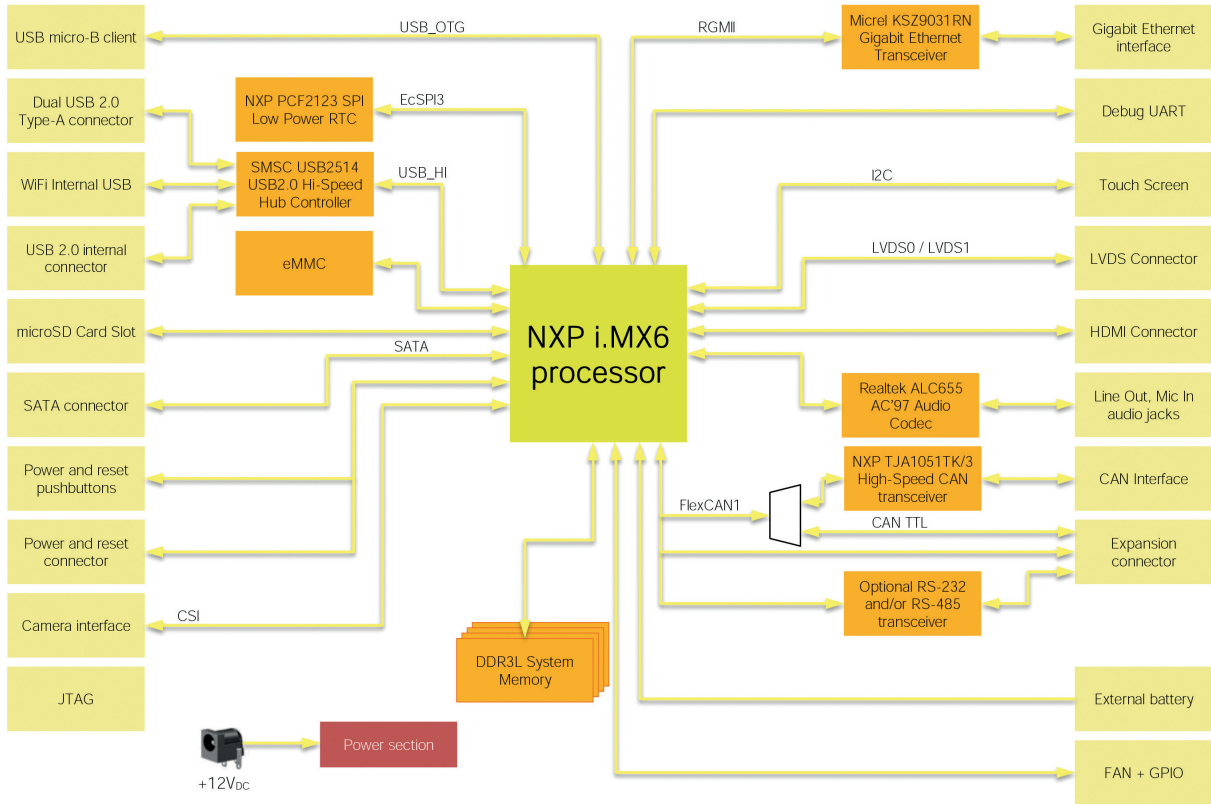 USB micro-B client
USB_OTG
RGMII
Micrel KSZ9031RN
Gigabit Ethernet
Transceiver
Gigabit Ethernet
interface
Dual USB 2.0
Type-A connector
NXP PCF2123 SPI
Low Power RTC
EcSPI3
Debug UART
WiFi Internal USB
SMSC USB2514
USB2.0 Hi-Speed
Hub Controller
USB_HI
I2C
Touch Screen
USB 2.0 internal
connector
eMMC
LVDS0 / LVDS1
LVDS Connector
microSD Card Slot
NXP i.MX6
processor
HDMI Connector
SATA
SATA connector
Realtek ALC655
AC'97 Audio
Codec
Line Out, Mic In
audio jacks
Power and reset
pushbuttons
NXP TJA1051TK/3
High-Speed CAN
transceiver
CAN Interface
FlexCAN1
CAN TTL
Power and reset
connector
Expansion
connector
Optional RS-232
and/or RS-485
transceiver
Camera interface
CSI
DDR3L System
Memory
JTAG
External battery
+12VDC
Power section
FAN + GPIO